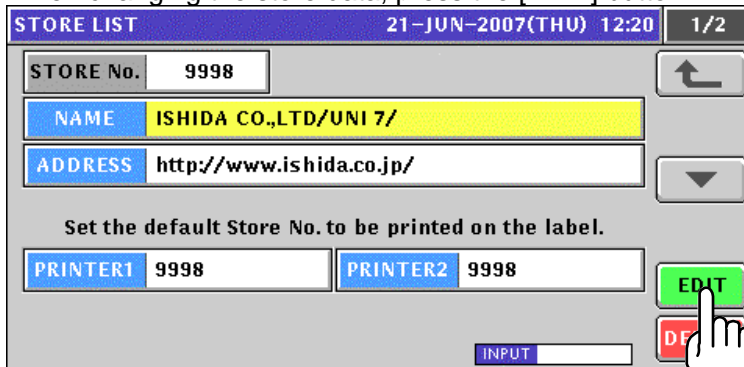 STORE LIST 21-JUN-2007(THU) 12:20 1/2
STORE No. 9998
NAME ISHIDA CO.,LTD/UNI 7/
ADDRESS http://www.ishida.co.jp/
Set the default Store No. to be printed on the label.
PRINTER1 9998 PRINTER2 9998
EDIT
INPUT